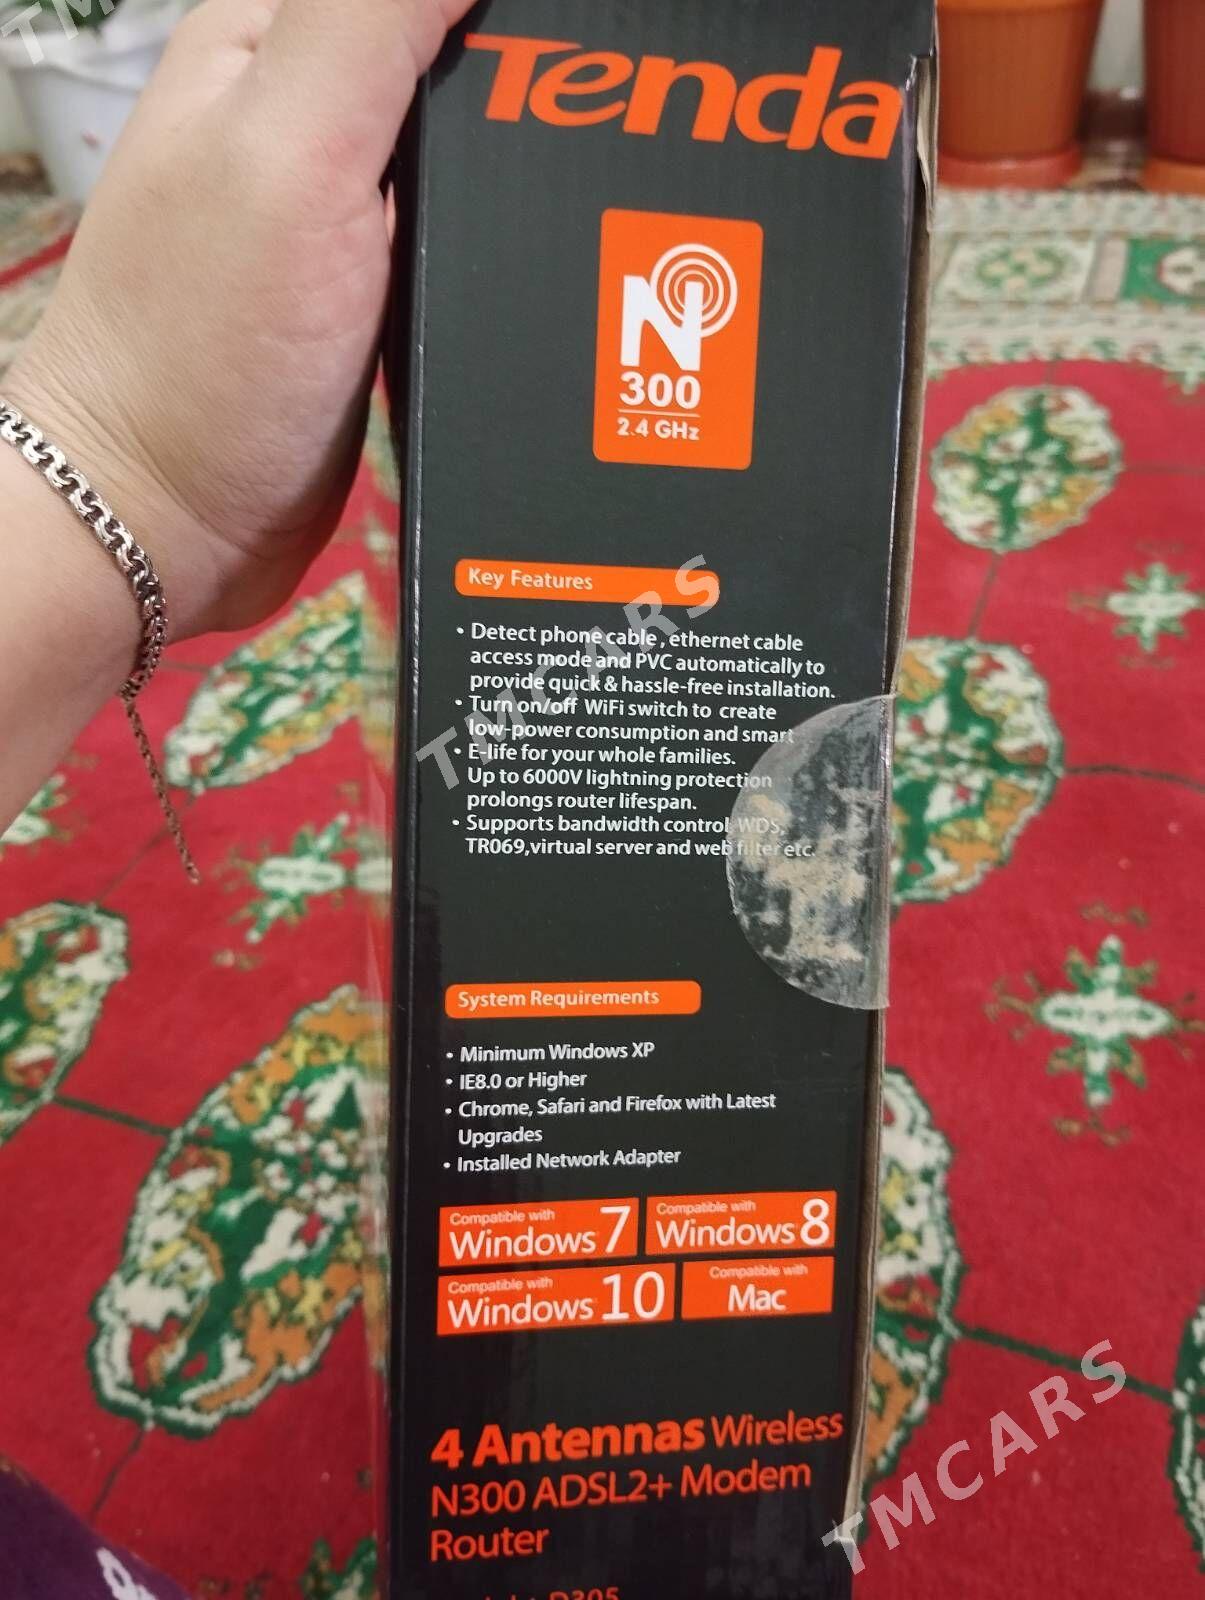 Tenda
N
300
2.4 GHz
Key Features
• Detect phone cable, ethernet cable
access mode and PVC automatically to
provide quick & hassle-free installation.
• Turn on/off WiFi switch to create
low-power consumption and smart
• E-life for your whole families.
Up to 6000V lightning protection
prolongs router lifespan.
• Supports bandwidth control, WDS,
TR069,virtual server and web filter etc.
System Requirements
• Minimum Windows XP
• IE8.0 or Higher
• Chrome, Safari and Firefox with Latest
Upgrades
• Installed Network Adapter
Compatible with
Windows 7
Compatible with
Windows 8
Compatible with
Windows 10
Compatible with
Mac
4 Antennas Wireless
N300 ADSL2+ Modem
Router
D305
TMCARS
TMCARS